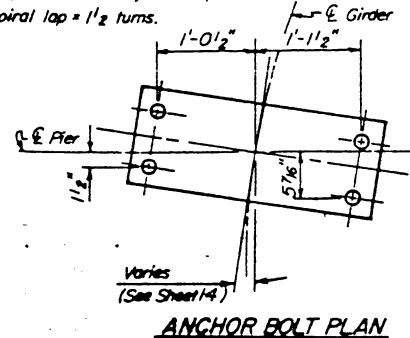 piral lap = 1½ turns.
℄ Girder
1'-0½"
1'-1½"
℄ Pier
1½"
5 7/16"
Varies
(See Sheet 14)
ANCHOR BOLT PLAN